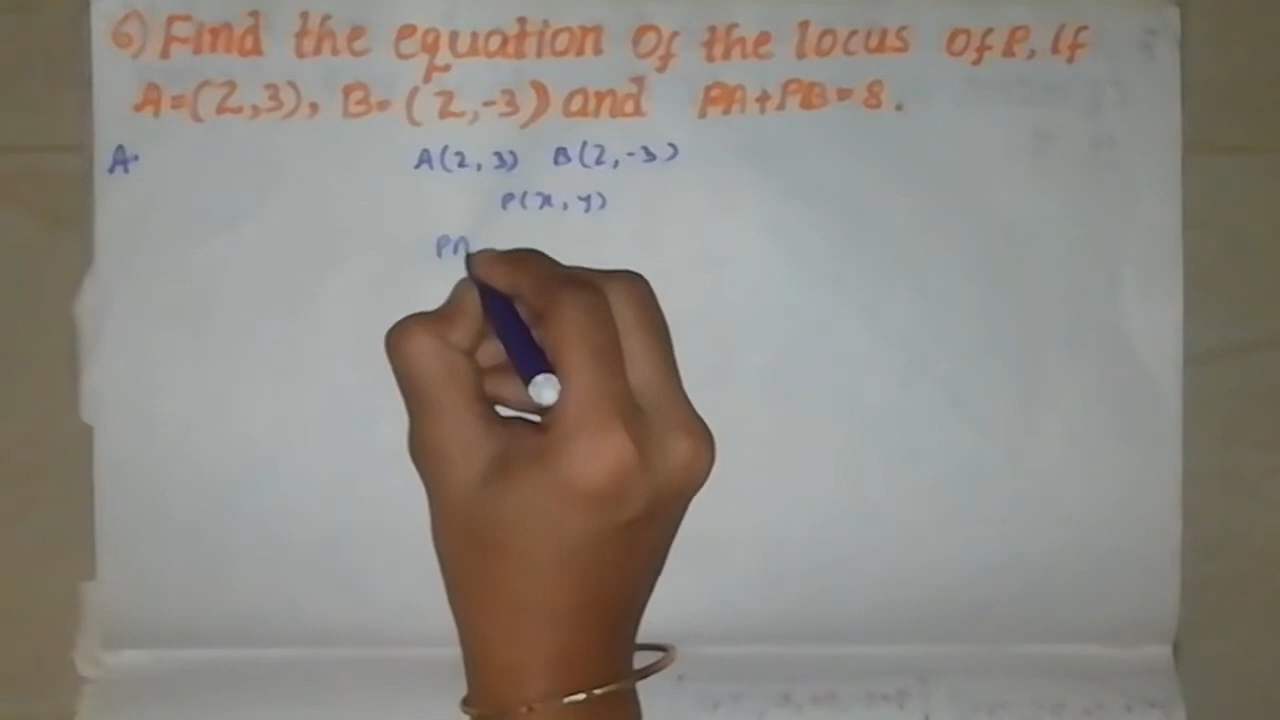 6) Find the equation of the locus of P, if
A=(2,3), B=(2,-3) and PA+PB=8.
A. A(2,3) B(2,-3)
P(x,y)
PA